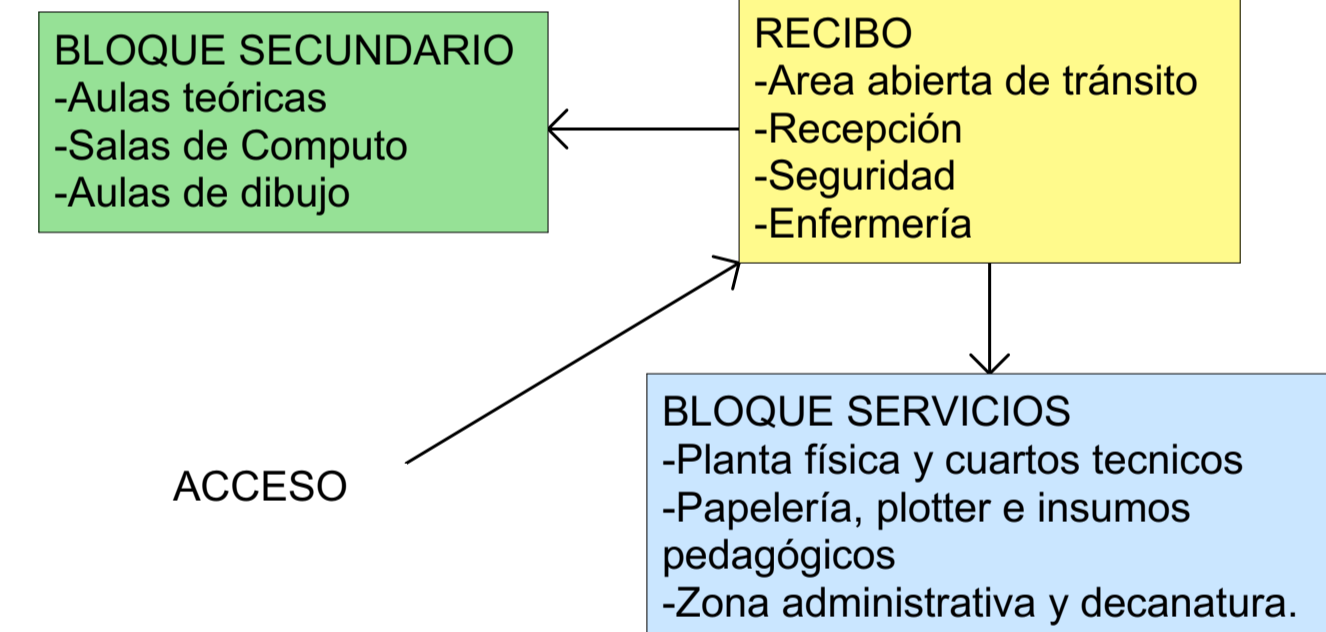 BLOQUE SECUNDARIO
-Aulas teóricas
-Salas de Computo
-Aulas de dibujo
RECIBO
-Area abierta de tránsito
-Recepción
-Seguridad
-Enfermería
ACCESO
BLOQUE SERVICIOS
-Planta física y cuartos tecnicos
-Papelería, plotter e insumos
pedagógicos
-Zona administrativa y decanatura.